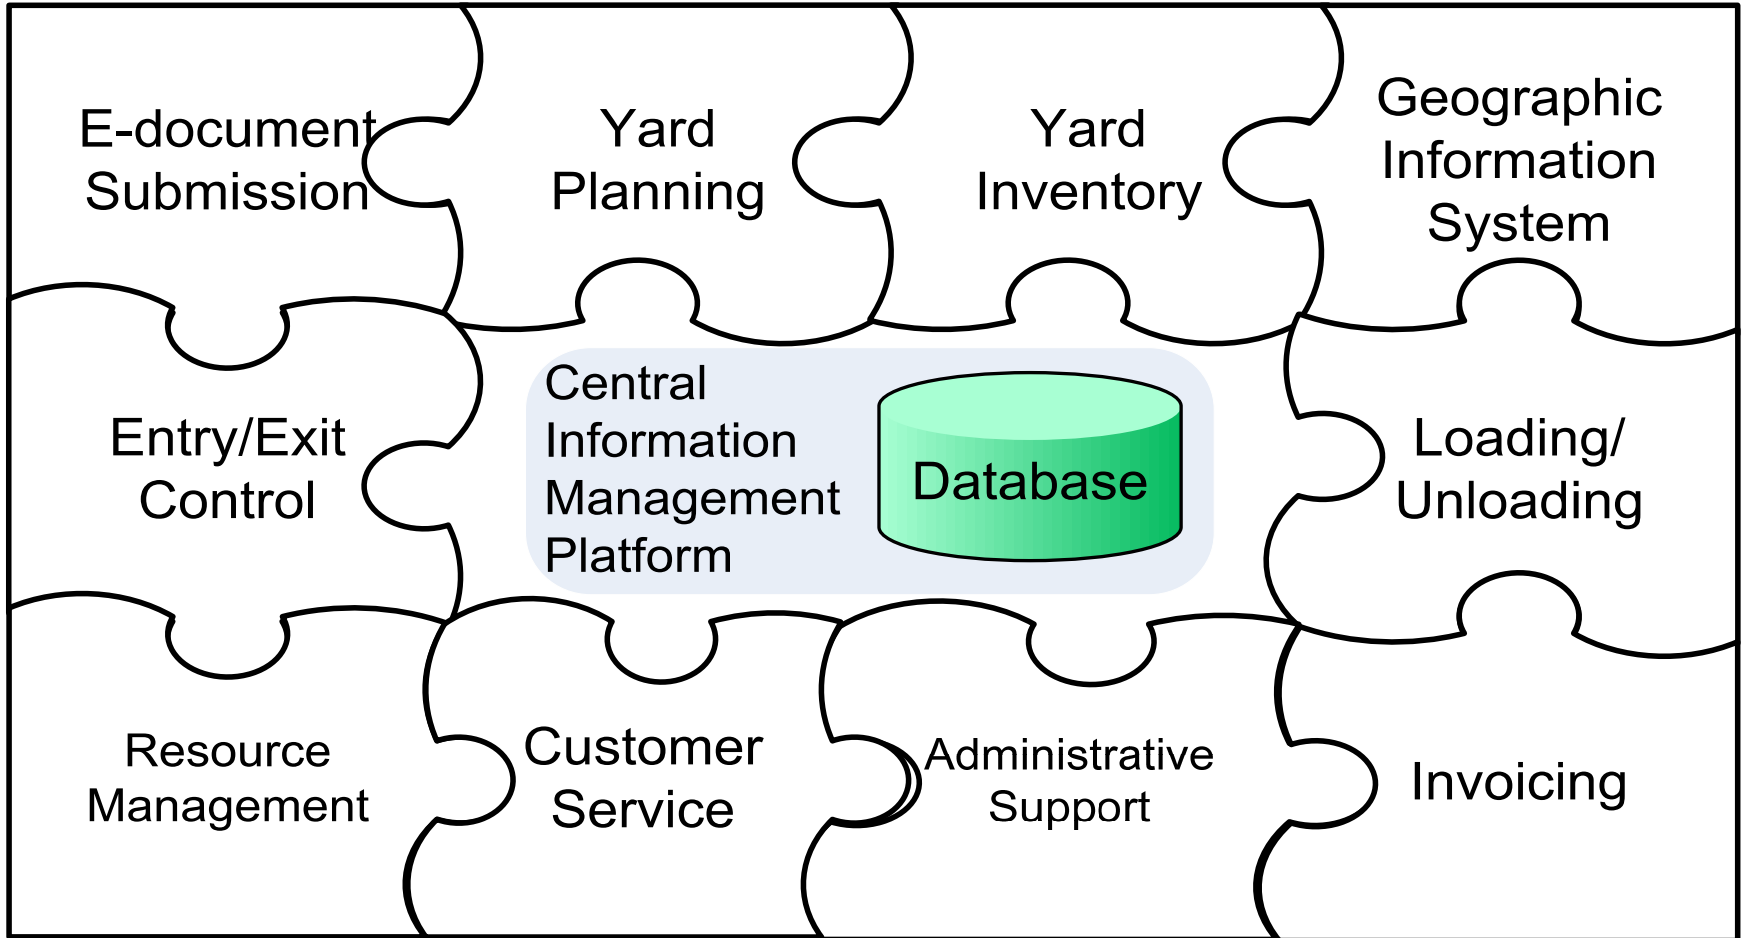 E-document
Submission
Yard
Planning
Yard
Inventory
Geographic
Information
System
Entry/Exit
Control
Central
Information
Management
Platform
Database
Loading/
Unloading
Resource
Management
Customer
Service
Administrative
Support
Invoicing